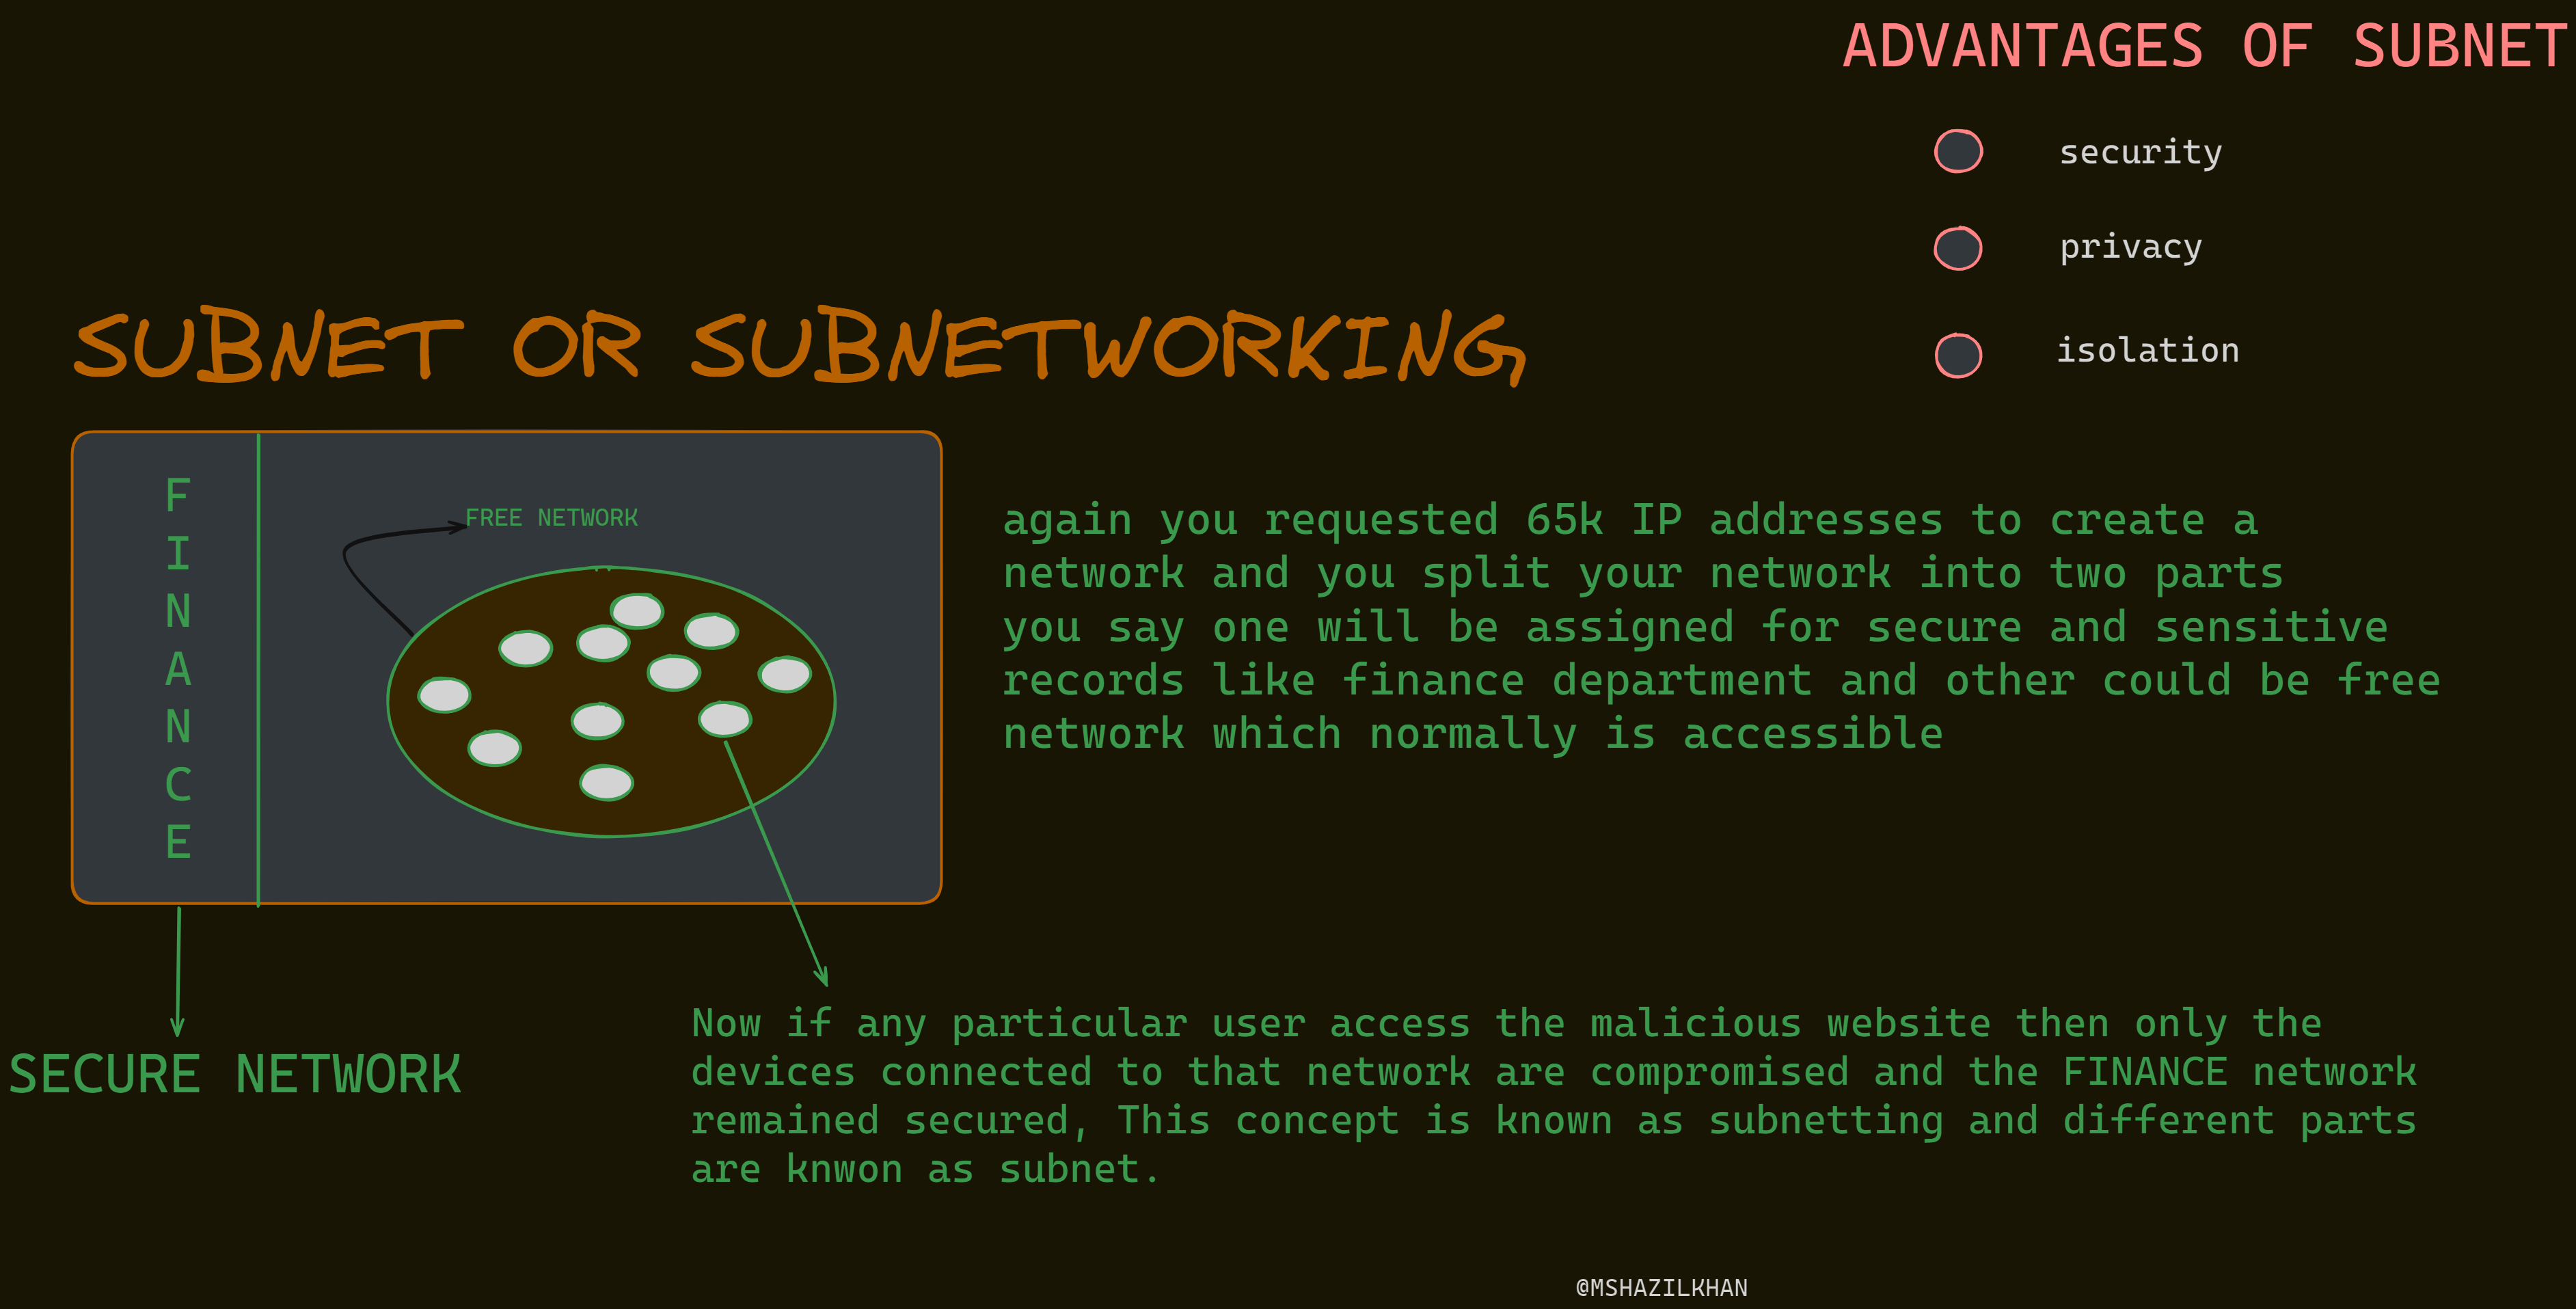 ADVANTAGES OF SUBNET
security
privacy
isolation
SUBNET OR SUBNETWORKING
F
I
N
A
N
C
E
FREE NETWORK
again you requested 65k IP addresses to create a
network and you split your network into two parts
you say one will be assigned for secure and sensitive
records like finance department and other could be free
network which normally is accessible
SECURE NETWORK
Now if any particular user access the malicious website then only the
devices connected to that network are compromised and the FINANCE network
remained secured, This concept is known as subnetting and different parts
are knwon as subnet.
@MSHAZILKHAN